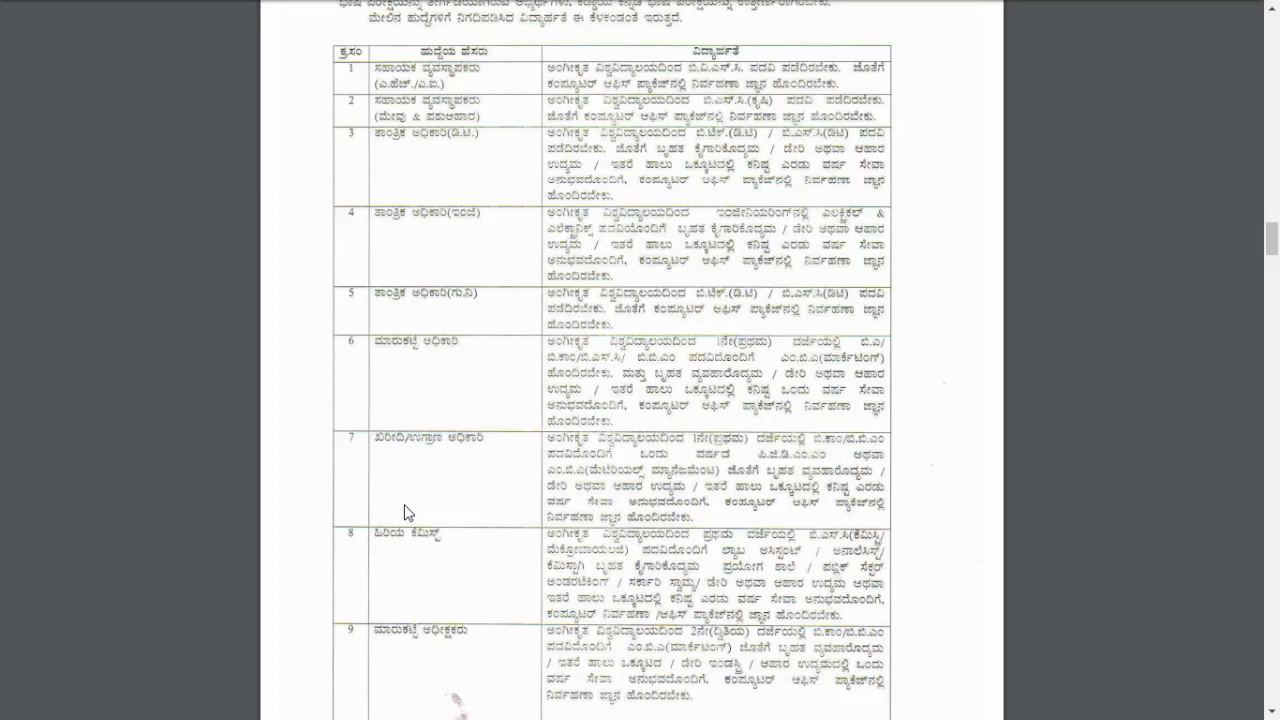 ಮೇಲಿನ ಹುದ್ದೆಗಳಿಗೆ ನಿಗದಿಪಡಿಸಿದ ವಿದ್ಯಾರ್ಹತೆ ಈ ಕೆಳಕಂಡಂತೆ ಇರುತ್ತದೆ.
ಕ್ರಸಂ ಹುದ್ದೆಯ ಹೆಸರು ವಿದ್ಯಾರ್ಹತೆ
1 ಸಹಾಯಕ ವ್ಯವಸ್ಥಾಪಕರು ಅಂಗೀಕೃತ ವಿಶ್ವವಿದ್ಯಾಲಯದಿಂದ ಬಿ.ವಿ.ಎಸ್.ಸಿ. ಪದವಿ ಪಡೆದಿರಬೇಕು. ಜೊತೆಗೆ
(ಎ.ಹೆಚ್./ಎ.ಐ.) ಕಂಪ್ಯೂಟರ್ ಆಫೀಸ್ ಪ್ಯಾಕೇಜ್‌ನಲ್ಲಿ ನಿರ್ವಹಣಾ ಜ್ಞಾನ ಹೊಂದಿರಬೇಕು.
2 ಸಹಾಯಕ ವ್ಯವಸ್ಥಾಪಕರು ಅಂಗೀಕೃತ ವಿಶ್ವವಿದ್ಯಾಲಯದಿಂದ ಬಿ.ಎಸ್.ಸಿ.(ಕೃಷಿ) ಪದವಿ ಪಡೆದಿರಬೇಕು.
(ಮೇವು & ಪಶುಆಹಾರ) ಜೊತೆಗೆ ಕಂಪ್ಯೂಟರ್ ಆಫೀಸ್ ಪ್ಯಾಕೇಜ್‌ನಲ್ಲಿ ನಿರ್ವಹಣಾ ಜ್ಞಾನ ಹೊಂದಿರಬೇಕು.
3 ತಾಂತ್ರಿಕ ಅಧಿಕಾರಿ(ಡಿ.ಟಿ.) ಅಂಗೀಕೃತ ವಿಶ್ವವಿದ್ಯಾಲಯದಿಂದ ಬಿ.ಟೆಕ್.(ಡಿ.ಟಿ) / ಬಿ.ಎಸ್.ಸಿ(ಡಿಟಿ) ಪದವಿ
ಪಡೆದಿರಬೇಕು. ಜೊತೆಗೆ ಬೃಹತ ಕೈಗಾರಿಕೊದ್ಯಮ / ಡೇರಿ ಅಥವಾ ಆಹಾರ
ಉದ್ಯಮ / ಇತರೆ ಹಾಲು ಒಕ್ಕೂಟದಲ್ಲಿ ಕನಿಷ್ಠ ಎರಡು ವರ್ಷ ಸೇವಾ
ಅನುಭವದೊಂದಿಗೆ, ಕಂಪ್ಯೂಟರ್ ಆಫೀಸ್ ಪ್ಯಾಕೇಜ್‌ನಲ್ಲಿ ನಿರ್ವಹಣಾ ಜ್ಞಾನ
ಹೊಂದಿರಬೇಕು.
4 ತಾಂತ್ರಿಕ ಅಧಿಕಾರಿ(ಇಂಜಿ) ಅಂಗೀಕೃತ ವಿಶ್ವವಿದ್ಯಾಲಯದಿಂದ ಇಂಜೀನಿಯರಿಂಗ್‌ನಲ್ಲಿ ಎಲಕ್ಟ್ರಿಕಲ್ &
ಎಲೆಕ್ಟ್ರಾನಿಕ್ಸ್ ಪದವಿಯೊಂದಿಗೆ ಬೃಹತ ಕೈಗಾರಿಕೊದ್ಯಮ / ಡೇರಿ ಅಥವಾ ಆಹಾರ
ಉದ್ಯಮ / ಇತರೆ ಹಾಲು ಒಕ್ಕೂಟದಲ್ಲಿ ಕನಿಷ್ಠ ಎರಡು ವರ್ಷ ಸೇವಾ
ಅನುಭವದೊಂದಿಗೆ, ಕಂಪ್ಯೂಟರ್ ಆಫೀಸ್ ಪ್ಯಾಕೇಜ್‌ನಲ್ಲಿ ನಿರ್ವಹಣಾ ಜ್ಞಾನ
ಹೊಂದಿರಬೇಕು.
5 ತಾಂತ್ರಿಕ ಅಧಿಕಾರಿ(ಗು.ನಿ) ಅಂಗೀಕೃತ ವಿಶ್ವವಿದ್ಯಾಲಯದಿಂದ ಬಿ.ಟೆಕ್.(ಡಿ.ಟಿ) / ಬಿ.ಎಸ್.ಸಿ(ಡಿಟಿ) ಪದವಿ
ಪಡೆದಿರಬೇಕು. ಜೊತೆಗೆ ಕಂಪ್ಯೂಟರ್ ಆಫೀಸ್ ಪ್ಯಾಕೇಜ್‌ನಲ್ಲಿ ನಿರ್ವಹಣಾ ಜ್ಞಾನ
ಹೊಂದಿರಬೇಕು.
6 ಮಾರುಕಟ್ಟೆ ಅಧಿಕಾರಿ ಅಂಗೀಕೃತ ವಿಶ್ವವಿದ್ಯಾಲಯದಿಂದ 1ನೇ(ಪ್ರಥಮ) ದರ್ಜೆಯಲ್ಲಿ ಬಿ.ಎ/
ಬಿ.ಕಾಂ/ಬಿ.ಎಸ್.ಸಿ/ ಬಿ.ಬಿ.ಎಂ ಪದವಿದೊಂದಿಗೆ ಎಂ.ಬಿ.ಎ(ಮಾರ್ಕೆಟಿಂಗ್)
ಹೊಂದಿರಬೇಕು. ಮತ್ತು ಬೃಹತ ವ್ಯವಹಾರೊದ್ಯಮ / ಡೇರಿ ಅಥವಾ ಆಹಾರ
ಉದ್ಯಮ / ಇತರೆ ಹಾಲು ಒಕ್ಕೂಟದಲ್ಲಿ ಕನಿಷ್ಠ ಒಂದು ವರ್ಷ ಸೇವಾ
ಅನುಭವದೊಂದಿಗೆ, ಕಂಪ್ಯೂಟರ್ ಆಫೀಸ್ ಪ್ಯಾಕೇಜ್‌ನಲ್ಲಿ ನಿರ್ವಹಣಾ ಜ್ಞಾನ
ಹೊಂದಿರಬೇಕು.
7 ಖರೀದಿ/ಉಗ್ರಾಣ ಅಧಿಕಾರಿ ಅಂಗೀಕೃತ ವಿಶ್ವವಿದ್ಯಾಲಯದಿಂದ 1ನೇ(ಪ್ರಥಮ) ದರ್ಜೆಯಲ್ಲಿ ಬಿ.ಕಾಂ/ಬಿ.ಬಿ.ಎಂ
ಪದವಿದೊಂದಿಗೆ ಒಂದು ವರ್ಷದ ಪಿ.ಜಿ.ಡಿ.ಎಂ.ಎಂ ಅಥವಾ
ಎಂ.ಬಿ.ಎ(ಮೆಟೆರಿಯಲ್ಸ್ ಮ್ಯಾನೆಜಮೆಂಟ) ಜೊತೆಗೆ ಬೃಹತ ವ್ಯವಹಾರೊದ್ಯಮ /
ಡೇರಿ ಅಥವಾ ಆಹಾರ ಉದ್ಯಮ / ಇತರೆ ಹಾಲು ಒಕ್ಕೂಟದಲ್ಲಿ ಕನಿಷ್ಠ ಎರಡು
ವರ್ಷ ಸೇವಾ ಅನುಭವದೊಂದಿಗೆ, ಕಂಪ್ಯೂಟರ್ ಆಫೀಸ್ ಪ್ಯಾಕೇಜ್‌ನಲ್ಲಿ
ನಿರ್ವಹಣಾ ಜ್ಞಾನ ಹೊಂದಿರಬೇಕು.
8 ಹಿರಿಯ ಕೆಮಿಸ್ಟ್ ಅಂಗೀಕೃತ ವಿಶ್ವವಿದ್ಯಾಲಯದಿಂದ ಪ್ರಥಮ ದರ್ಜೆಯಲ್ಲಿ ಬಿ.ಎಸ್.ಸಿ(ಕೆಮಿಸ್ಟ್ರಿ/
ಮೆಕ್ರೋಬಾಯಲಜಿ) ಪದವಿದೊಂದಿಗೆ ಲ್ಯಾಬ ಅಸಿಸ್ಟಂಟ್ / ಅನಾಲೆಸಿಸ್ಟ್/
ಕೆಮಿಸ್ಟಾಗಿ ಬೃಹತ ಕೈಗಾರಿಕೊದ್ಯಮ ಪ್ರಯೋಗ ಶಾಲೆ / ಪಬ್ಲಿಕ್ ಸೆಕ್ಟರ್
ಅಂಡರಟೆಕಿಂಗ್ / ಸರ್ಕಾರಿ ಸ್ವಾಮ್ಯ/ ಡೇರಿ ಅಥವಾ ಆಹಾರ ಉದ್ಯಮ ಅಥವಾ
ಇತರೆ ಹಾಲು ಒಕ್ಕೂಟದಲ್ಲಿ ಕನಿಷ್ಠ ಎರಡು ವರ್ಷ ಸೇವಾ ಅನುಭವದೊಂದಿಗೆ,
ಕಂಪ್ಯೂಟರ್ ನಿರ್ವಹಣಾ /ಆಫೀಸ್ ಪ್ಯಾಕೇಜ್‌ನಲ್ಲಿ ಜ್ಞಾನ ಹೊಂದಿರಬೇಕು.
9 ಮಾರುಕಟ್ಟೆ ಅಧೀಕ್ಷಕರು ಅಂಗೀಕೃತ ವಿಶ್ವವಿದ್ಯಾಲಯದಿಂದ 2ನೇ(ದ್ವಿತಿಯ) ದರ್ಜೆಯಲ್ಲಿ ಬಿ.ಕಾಂ/ಬಿ.ಬಿ.ಎಂ
ಪದವಿದೊಂದಿಗೆ ಎಂ.ಬಿ.ಎ(ಮಾರ್ಕೆಟಿಂಗ್) ಜೊತೆಗೆ ಬೃಹತ ವ್ಯವಹಾರೊದ್ಯಮ
/ ಇತರೆ ಹಾಲು ಒಕ್ಕೂಟದ / ಡೇರಿ ಇಂಡಸ್ಟ್ರಿ / ಆಹಾರ ಉದ್ಯಮದಲ್ಲಿ ಒಂದು
ವರ್ಷ ಸೇವಾ ಅನುಭವದೊಂದಿಗೆ, ಕಂಪ್ಯೂಟರ್ ಆಫೀಸ್ ಪ್ಯಾಕೇಜ್‌ನಲ್ಲಿ
ನಿರ್ವಹಣಾ ಜ್ಞಾನ ಹೊಂದಿರಬೇಕು.